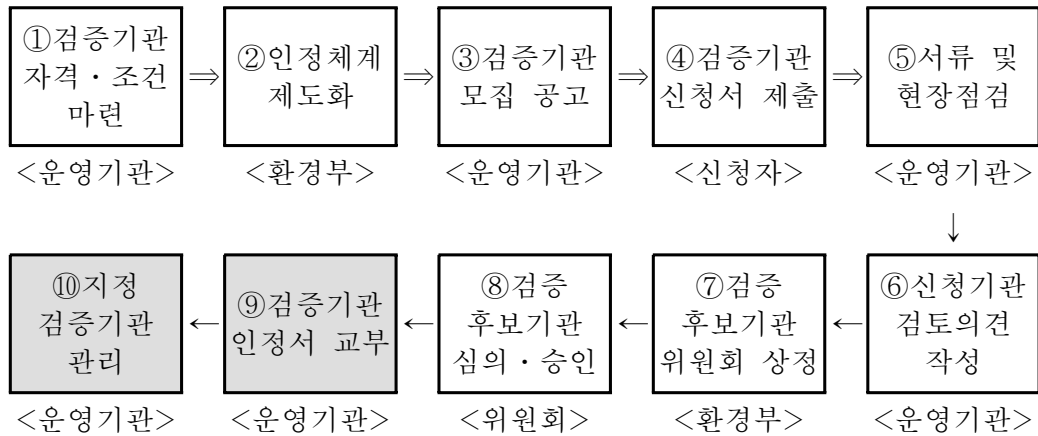 ①검증기관
자격·조건
마련
⇒
②인정체계
제도화
⇒
③검증기관
모집 공고
⇒
④검증기관
신청서 제출
⇒
⑤서류 및
현장점검
<운영기관>
<환경부>
<운영기관>
<신청자>
<운영기관>
↓
⑩지정
검증기관
관리
←
⑨검증기관
인정서 교부
←
⑧검증
후보기관
심의·승인
←
⑦검증
후보기관
위원회 상정
←
⑥신청기관
검토의견
작성
<운영기관>
<운영기관>
<위원회>
<환경부>
<운영기관>